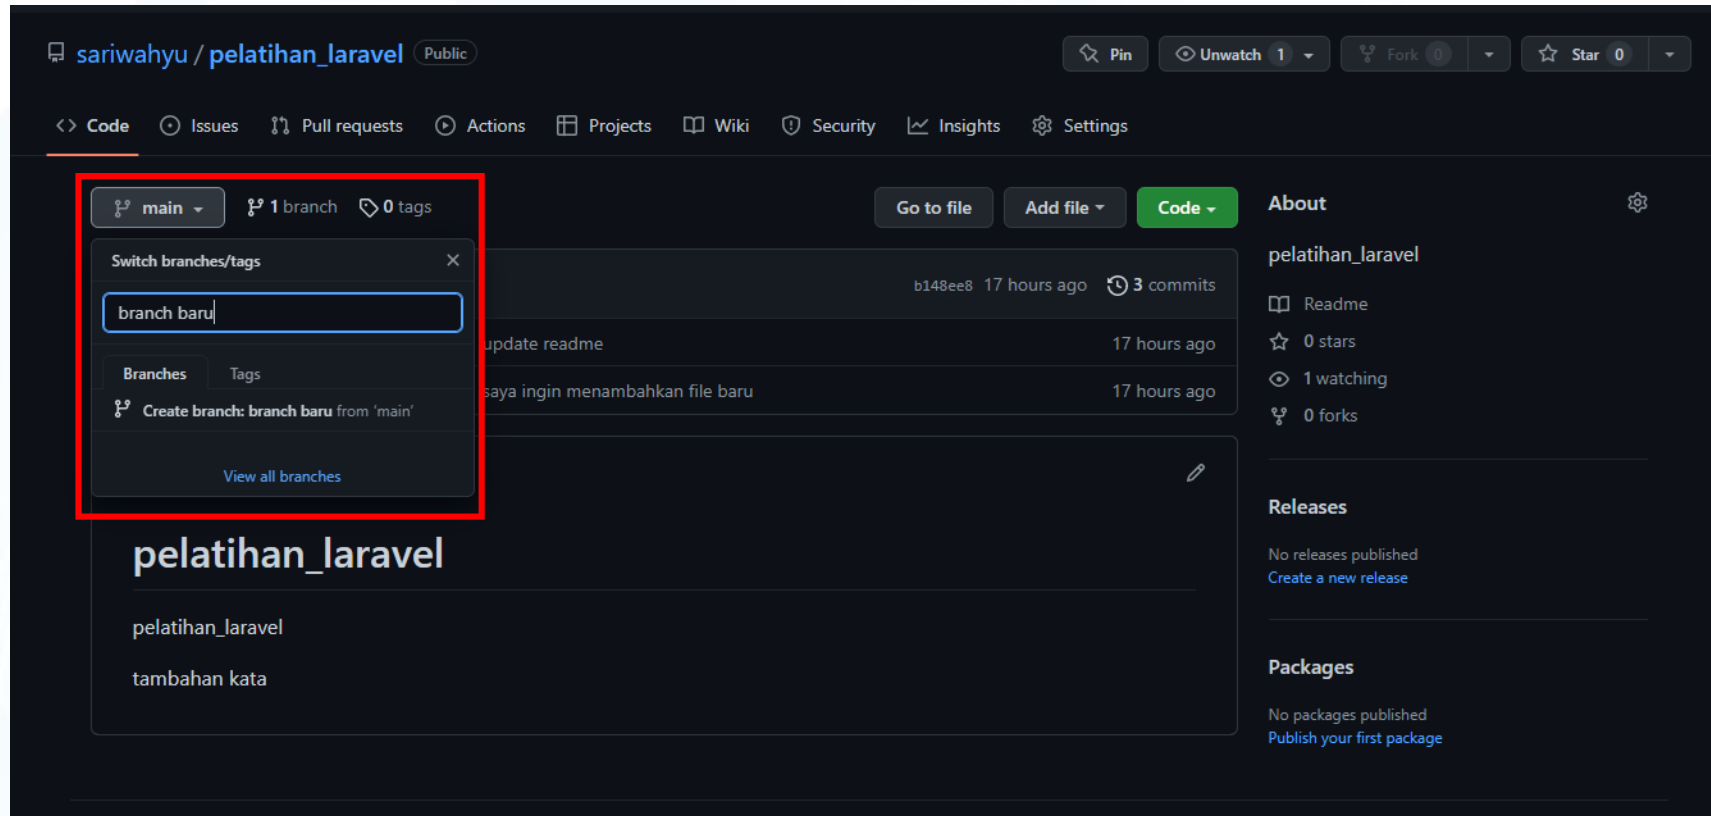 sariwahyu / pelatihan_laravel Public
Pin Unwatch 1 Fork 0 Star 0
Code Issues Pull requests Actions Projects Wiki Security Insights Settings
main 1 branch 0 tags Go to file Add file Code
Switch branches/tags
branch baru
Branches Tags
Create branch: branch baru from 'main'
View all branches
b148ee8 17 hours ago 3 commits
update readme 17 hours ago
saya ingin menambahkan file baru 17 hours ago
pelatihan_laravel
pelatihan_laravel
tambahan kata
About
pelatihan_laravel
Readme
0 stars
1 watching
0 forks
Releases
No releases published
Create a new release
Packages
No packages published
Publish your first package